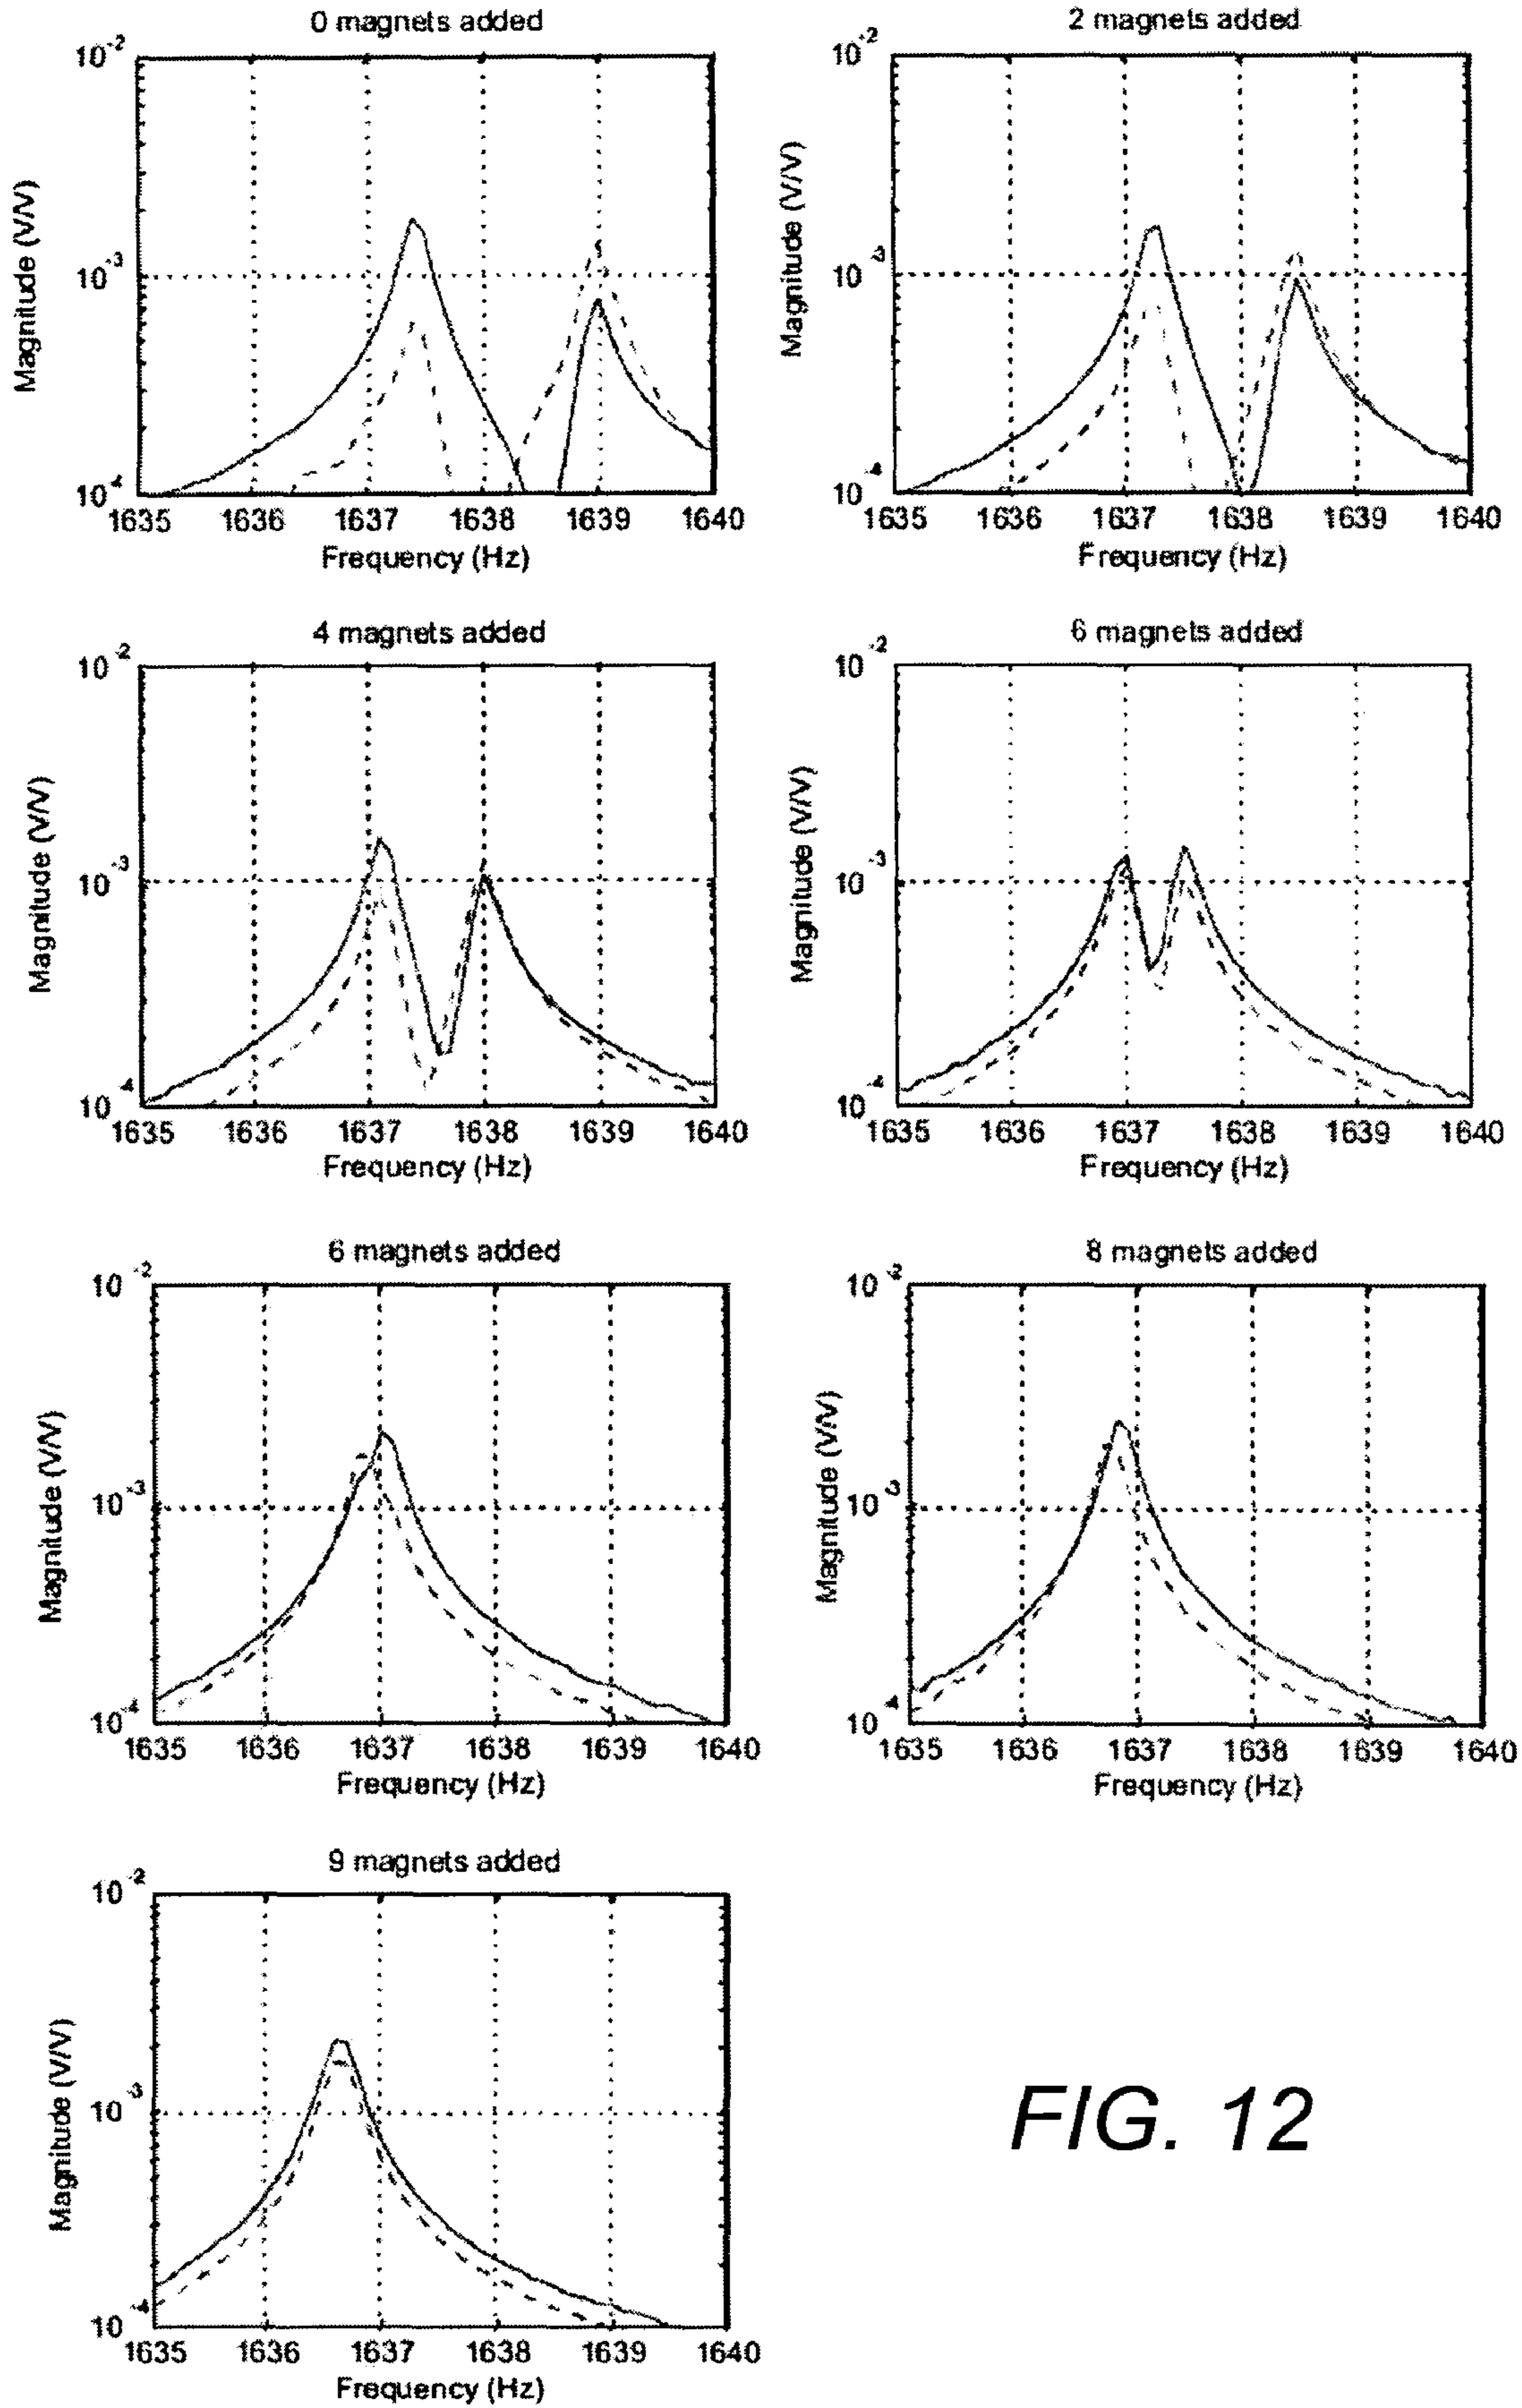 0 magnets added
10-2
10-3
10-4
Magnitude (V/V)
1635 1636 1637 1638 1639 1640
Frequency (Hz)
2 magnets added
10-2
10-3
10-4
Magnitude (V/V)
1635 1636 1637 1638 1639 1640
Frequency (Hz)
4 magnets added
10-2
10-3
10-4
Magnitude (V/V)
1635 1636 1637 1638 1639 1640
Frequency (Hz)
6 magnets added
10-2
10-3
10-4
Magnitude (V/V)
1635 1636 1637 1638 1639 1640
Frequency (Hz)
6 magnets added
10-2
10-3
10-4
Magnitude (V/V)
1635 1636 1637 1638 1639 1640
Frequency (Hz)
8 magnets added
10-2
10-3
10-4
Magnitude (V/V)
1635 1636 1637 1638 1639 1640
Frequency (Hz)
9 magnets added
10-2
10-3
10-4
Magnitude (V/V)
1635 1636 1637 1638 1639 1640
Frequency (Hz)
FIG. 12